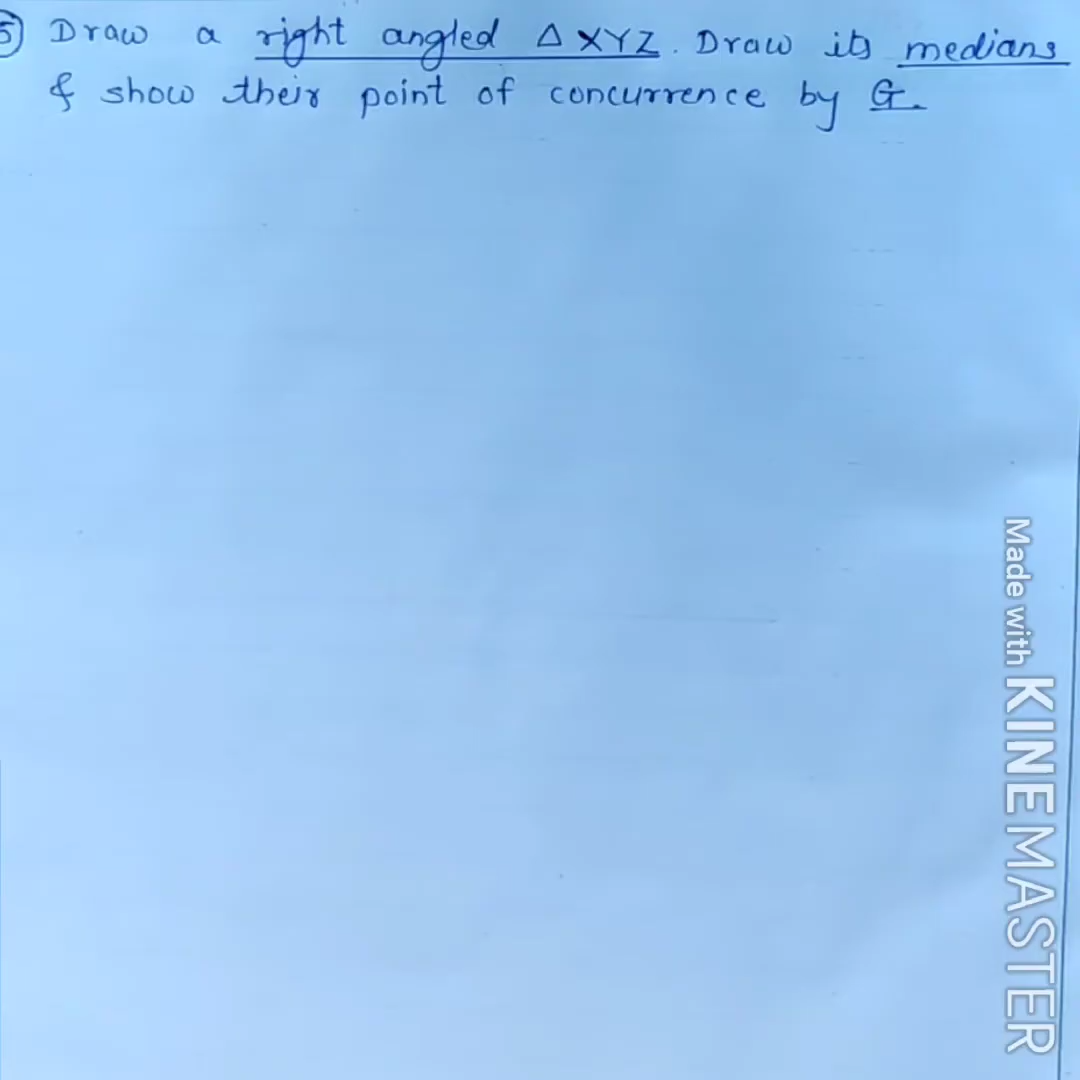 5) Draw a right angled △XYZ. Draw its medians
& show their point of concurrence by G.
Made with KINEMASTER